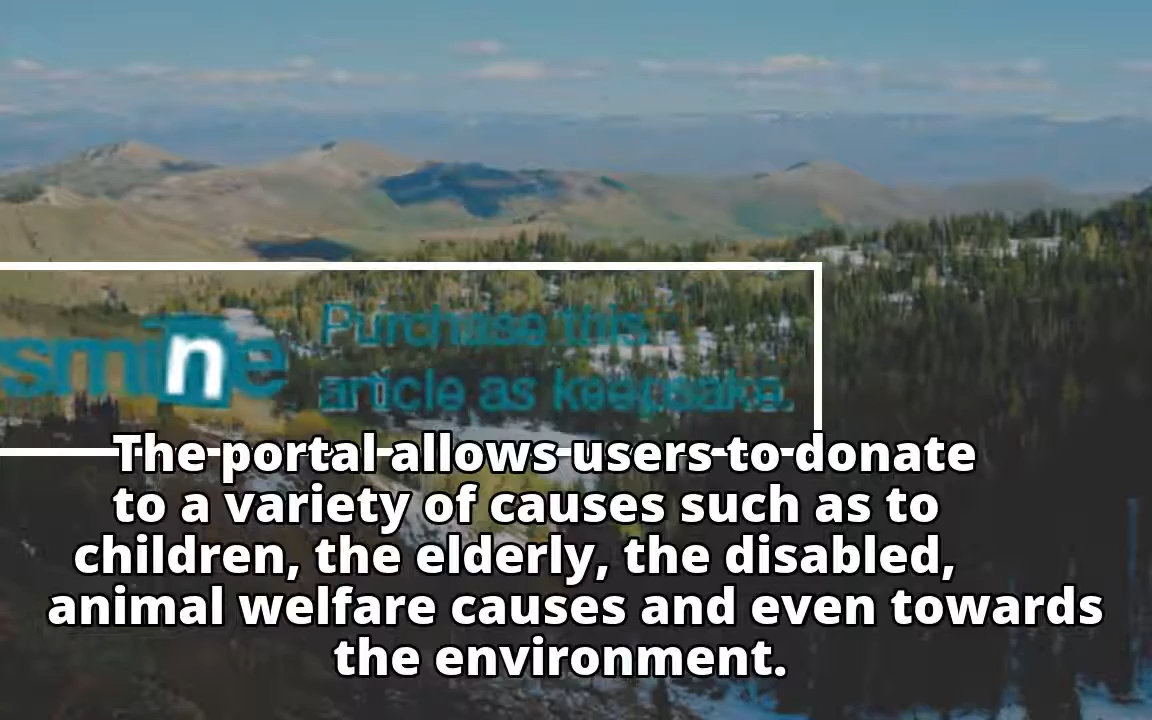 smine
Purchase this
article as keepsake.
The portal allows users to donate
to a variety of causes such as to
children, the elderly, the disabled,
animal welfare causes and even towards
the environment.